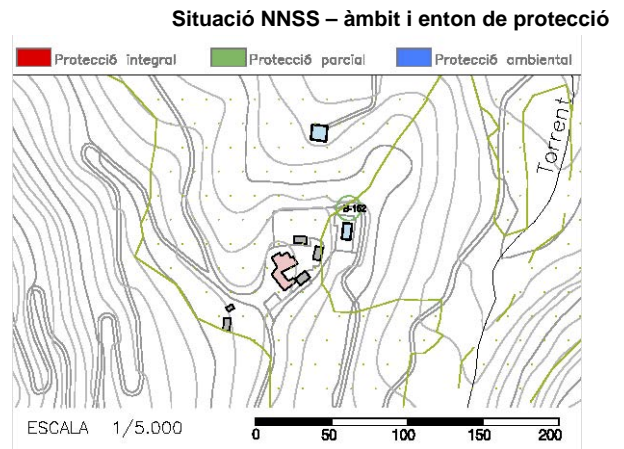 Situació NNSS – àmbit i enton de protecció
Protecció integral Protecció parcial Protecció ambiental
Torrent
B-162
ESCALA 1/5.000
0 50 100 150 200